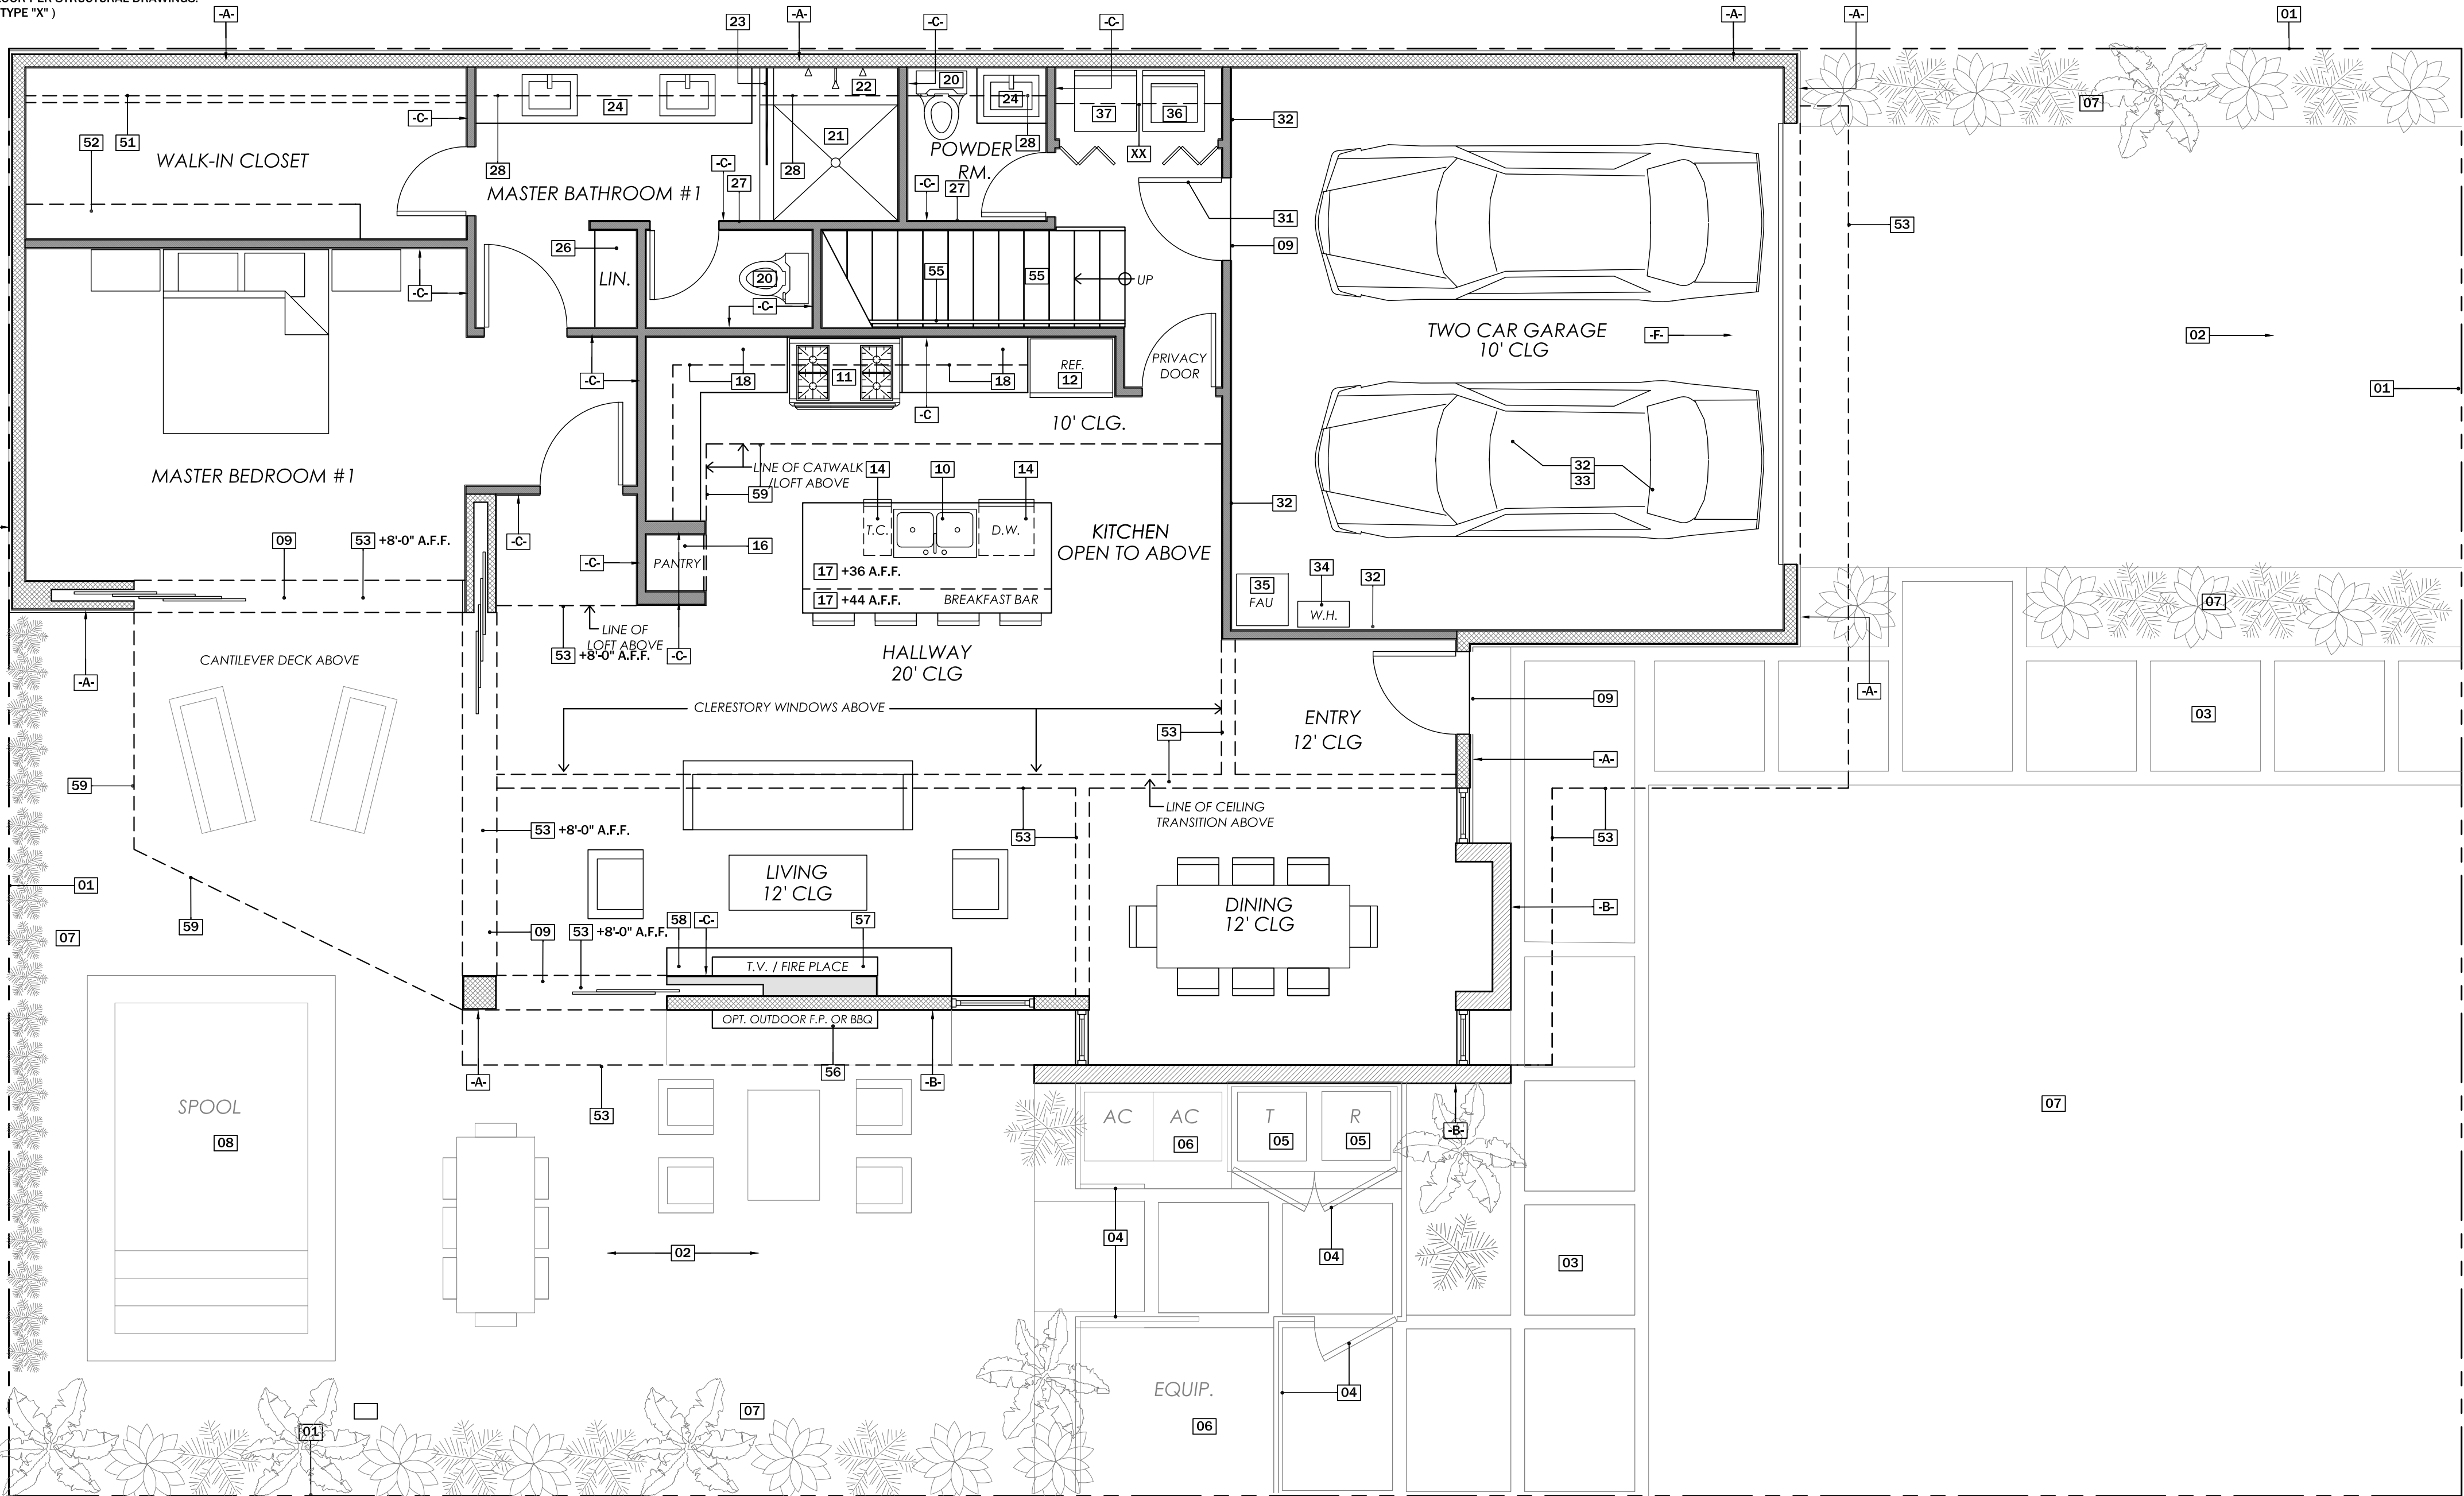 TYPE "X" )
-A-
23
-A-
-C-
-C-
-A-
-A-
01
20
22
24
24
37
36
07
-C-
32
52
51
21
28
XX
WALK-IN CLOSET
POWDER
RM.
28
-C-
28
MASTER BATHROOM #1
27
-C-
27
31
53
26
09
LIN.
20
55
55
UP
-C-
-C-
TWO CAR GARAGE
10' CLG
-F-
02
PRIVACY
DOOR
REF.
12
-C-
18
11
18
01
-C
10' CLG.
LINE OF CATWALK
/LOFT ABOVE
14
10
14
32
33
MASTER BEDROOM #1
59
32
T.C.
D.W.
KITCHEN
OPEN TO ABOVE
09
53 +8'-0" A.F.F.
-C-
16
-C-
PANTRY
17 +36 A.F.F.
34
32
35
FAU
17 +44 A.F.F.
BREAKFAST BAR
W.H.
07
LINE OF
LOFT ABOVE
53 +8'-0" A.F.F.
-C-
HALLWAY
20' CLG
CANTILEVER DECK ABOVE
-A-
-A-
09
03
CLERESTORY WINDOWS ABOVE
ENTRY
12' CLG
53
-A-
59
LINE OF CEILING
TRANSITION ABOVE
53 +8'-0" A.F.F.
53
53
01
LIVING
12' CLG
DINING
12' CLG
-B-
59
58
-C-
57
07
09
53 +8'-0" A.F.F.
T.V. / FIRE PLACE
OPT. OUTDOOR F.P. OR BBQ
56
-A-
-B-
53
SPOOL
08
AC
AC
06
T
05
R
05
-B-
07
04
02
04
03
04
EQUIP.
06
07
01